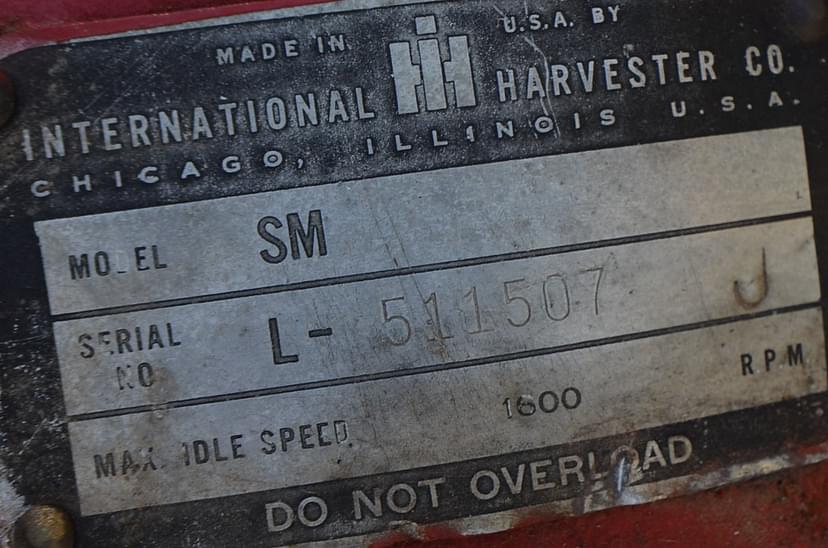 MADE IN IH U.S.A. BY
INTERNATIONAL HARVESTER CO.
CHICAGO, ILLINOIS U.S.A.
MODEL SM
SERIAL NO L- 511507 J
MAX. IDLE SPEED. 1600 RPM
DO NOT OVERLOAD